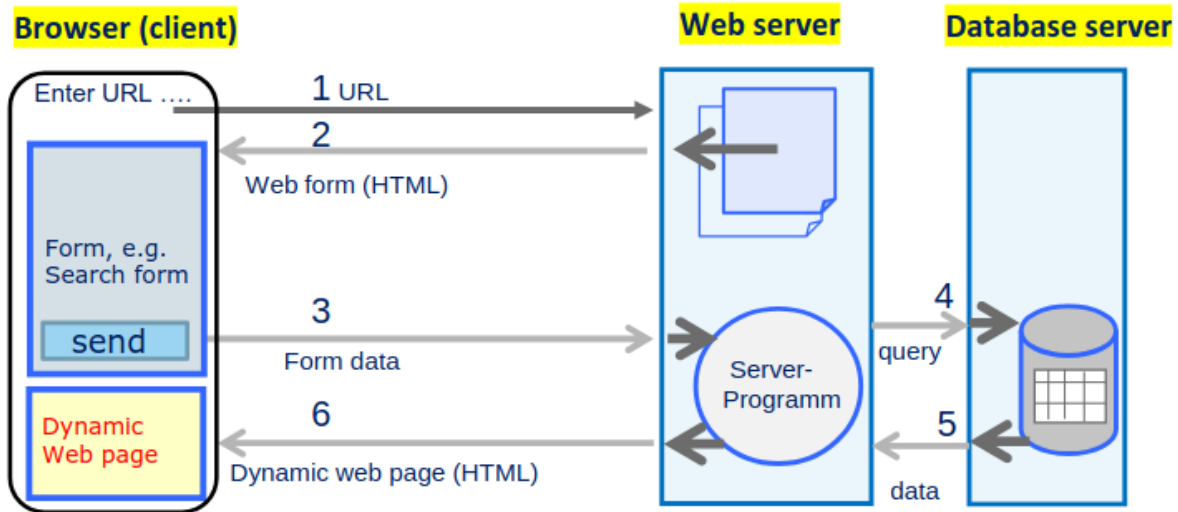 Browser (client)
Web server
Database server
Enter URL ....
1 URL
2
Web form (HTML)
Form, e.g.
Search form
send
3
Form data
4
query
Server-
Programm
5
data
6
Dynamic web page (HTML)
Dynamic
Web page